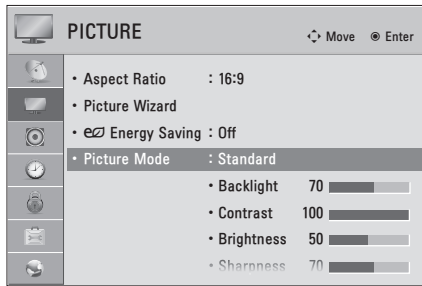 PICTURE
Move Enter
• Aspect Ratio : 16:9
• Picture Wizard
• Energy Saving : Off
• Picture Mode : Standard
• Backlight 70
• Contrast 100
• Brightness 50
• Sharpness 70